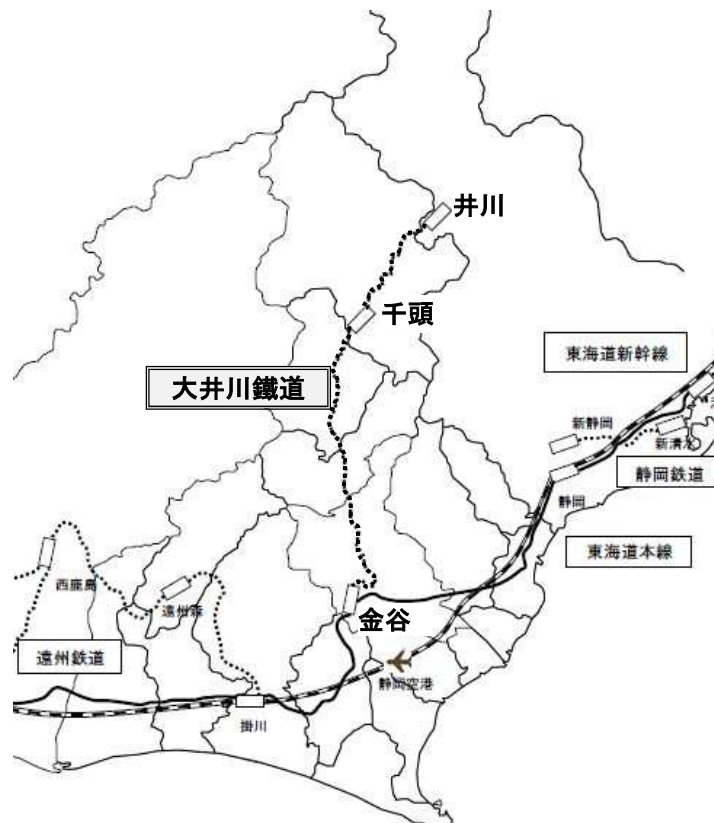 井川
千頭
東海道新幹線
大井川鐵道
新静岡
新清水
静岡鉄道
静岡
東海道本線
西鹿島
遠州森
金谷
遠州鉄道
静岡空港
掛川